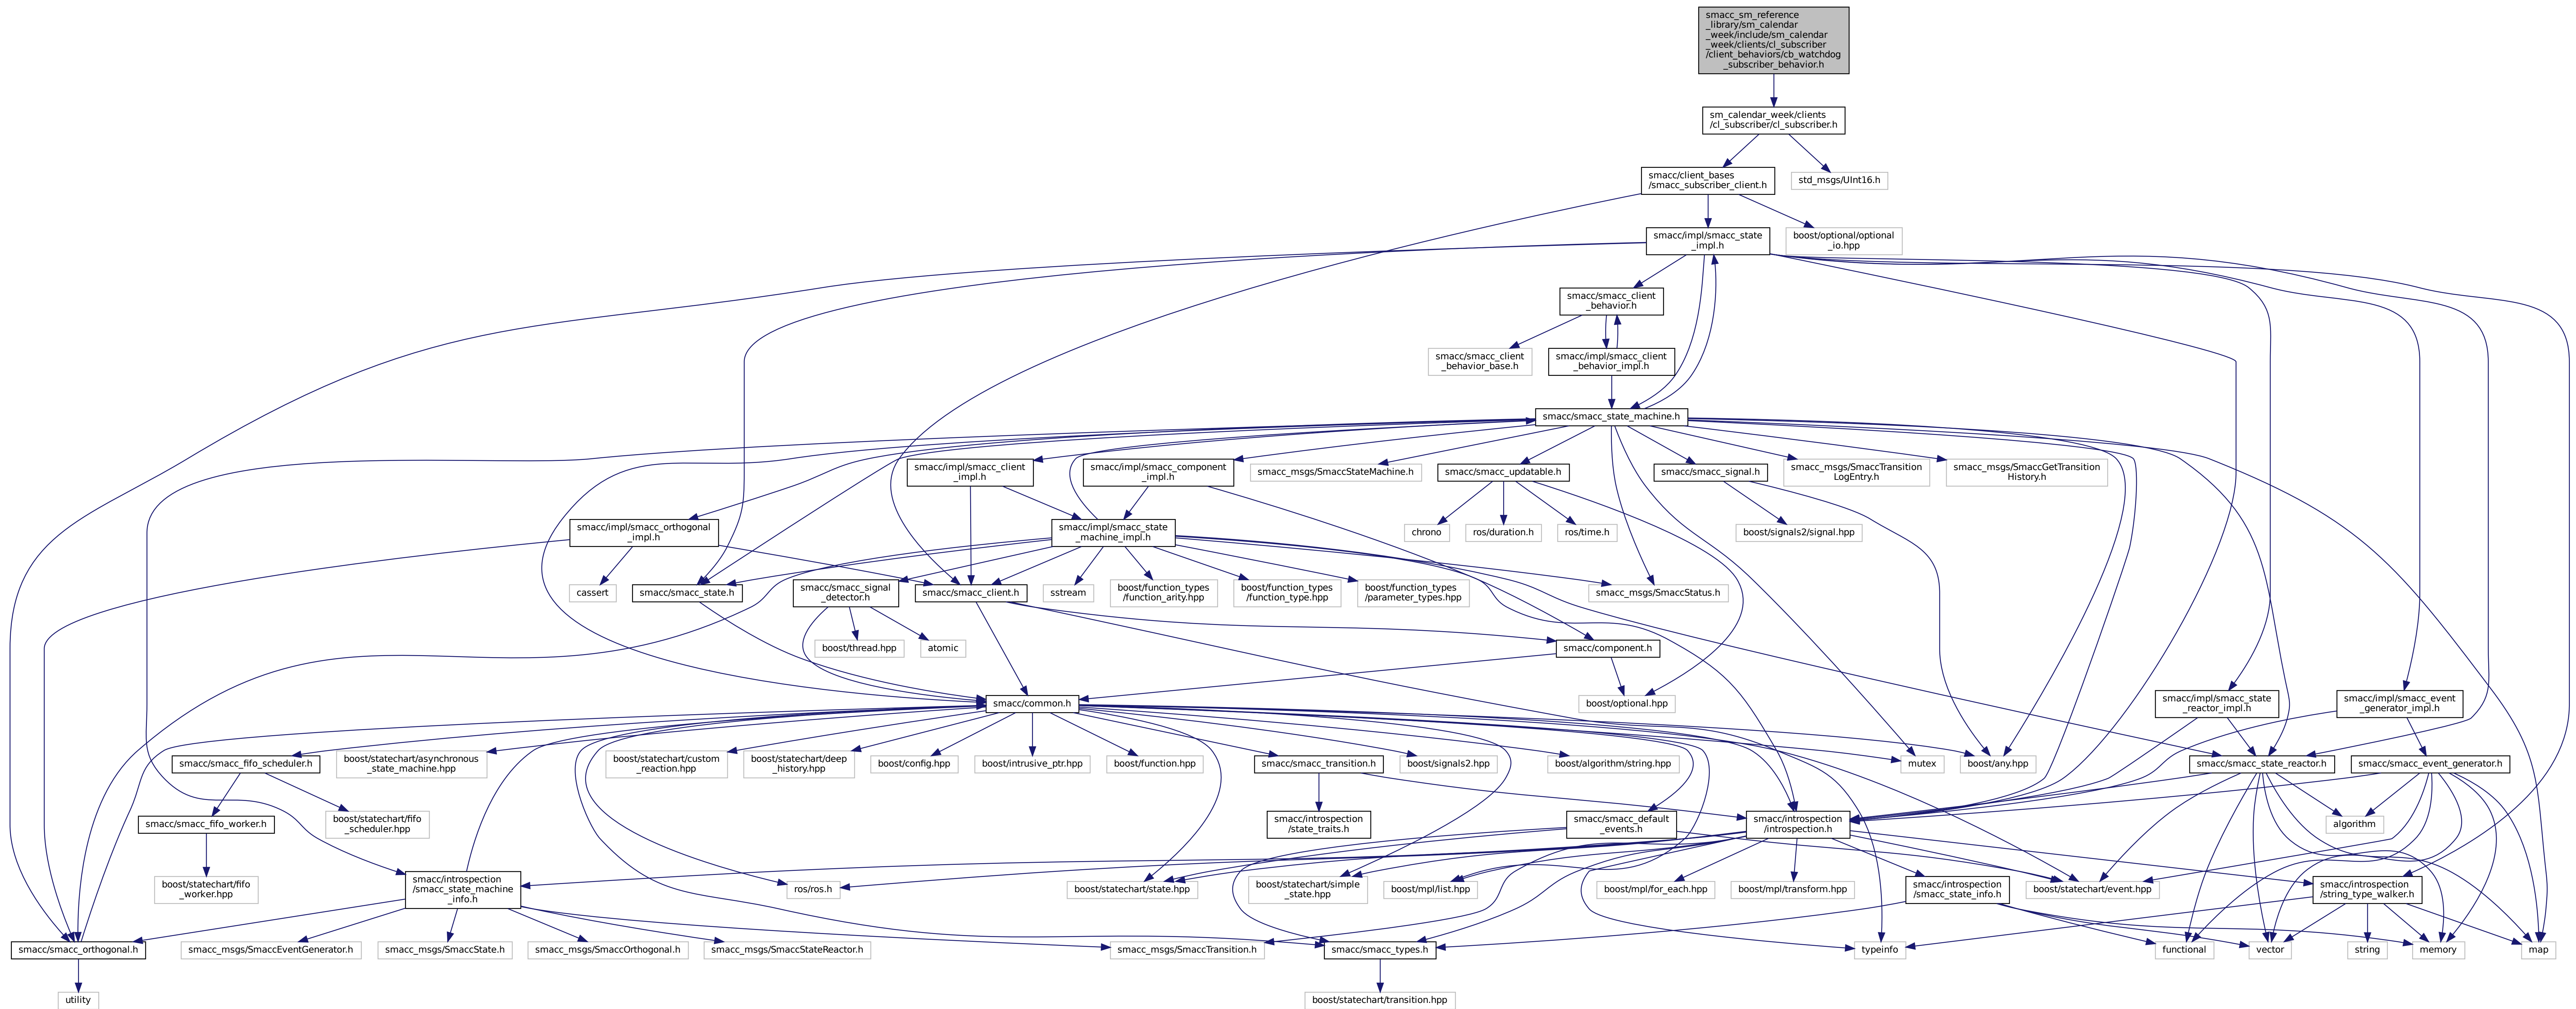 smacc_sm_reference
_library/sm_calendar
_week/include/sm_calendar
_week/clients/cl_subscriber
/client_behaviors/cb_watchdog
_subscriber_behavior.h
sm_calendar_week/clients
/cl_subscriber/cl_subscriber.h
smacc/client_bases
/smacc_subscriber_client.h
std_msgs/UInt16.h
smacc/impl/smacc_state
_impl.h
boost/optional/optional
_io.hpp
smacc/smacc_client
_behavior.h
smacc/smacc_client
_behavior_base.h
smacc/impl/smacc_client
_behavior_impl.h
smacc/smacc_state_machine.h
smacc/impl/smacc_client
_impl.h
smacc/impl/smacc_component
_impl.h
smacc_msgs/SmaccStateMachine.h
smacc/smacc_updatable.h
smacc/smacc_signal.h
smacc_msgs/SmaccTransition
LogEntry.h
smacc_msgs/SmaccGetTransition
History.h
smacc/impl/smacc_orthogonal
_impl.h
smacc/impl/smacc_state
_machine_impl.h
chrono
ros/duration.h
ros/time.h
boost/signals2/signal.hpp
cassert
smacc/smacc_state.h
smacc/smacc_signal
_detector.h
smacc/smacc_client.h
sstream
boost/function_types
/function_arity.hpp
boost/function_types
/function_type.hpp
boost/function_types
/parameter_types.hpp
smacc_msgs/SmaccStatus.h
boost/thread.hpp
atomic
smacc/component.h
smacc/common.h
boost/optional.hpp
smacc/impl/smacc_state
_reactor_impl.h
smacc/impl/smacc_event
_generator_impl.h
smacc/smacc_fifo_scheduler.h
boost/statechart/asynchronous
_state_machine.hpp
boost/statechart/custom
_reaction.hpp
boost/statechart/deep
_history.hpp
boost/config.hpp
boost/intrusive_ptr.hpp
boost/function.hpp
smacc/smacc_transition.h
boost/signals2.hpp
boost/algorithm/string.hpp
mutex
boost/any.hpp
smacc/smacc_state_reactor.h
smacc/smacc_event_generator.h
smacc/smacc_fifo_worker.h
boost/statechart/fifo
_scheduler.hpp
smacc/introspection
/state_traits.h
smacc/smacc_default
_events.h
smacc/introspection
/introspection.h
algorithm
boost/statechart/fifo
_worker.hpp
smacc/introspection
/smacc_state_machine
_info.h
ros/ros.h
boost/statechart/state.hpp
boost/statechart/simple
_state.hpp
boost/mpl/list.hpp
boost/mpl/for_each.hpp
boost/mpl/transform.hpp
smacc/introspection
/smacc_state_info.h
boost/statechart/event.hpp
smacc/introspection
/string_type_walker.h
smacc/smacc_orthogonal.h
smacc_msgs/SmaccEventGenerator.h
smacc_msgs/SmaccState.h
smacc_msgs/SmaccOrthogonal.h
smacc_msgs/SmaccStateReactor.h
smacc_msgs/SmaccTransition.h
smacc/smacc_types.h
typeinfo
functional
vector
string
memory
map
utility
boost/statechart/transition.hpp